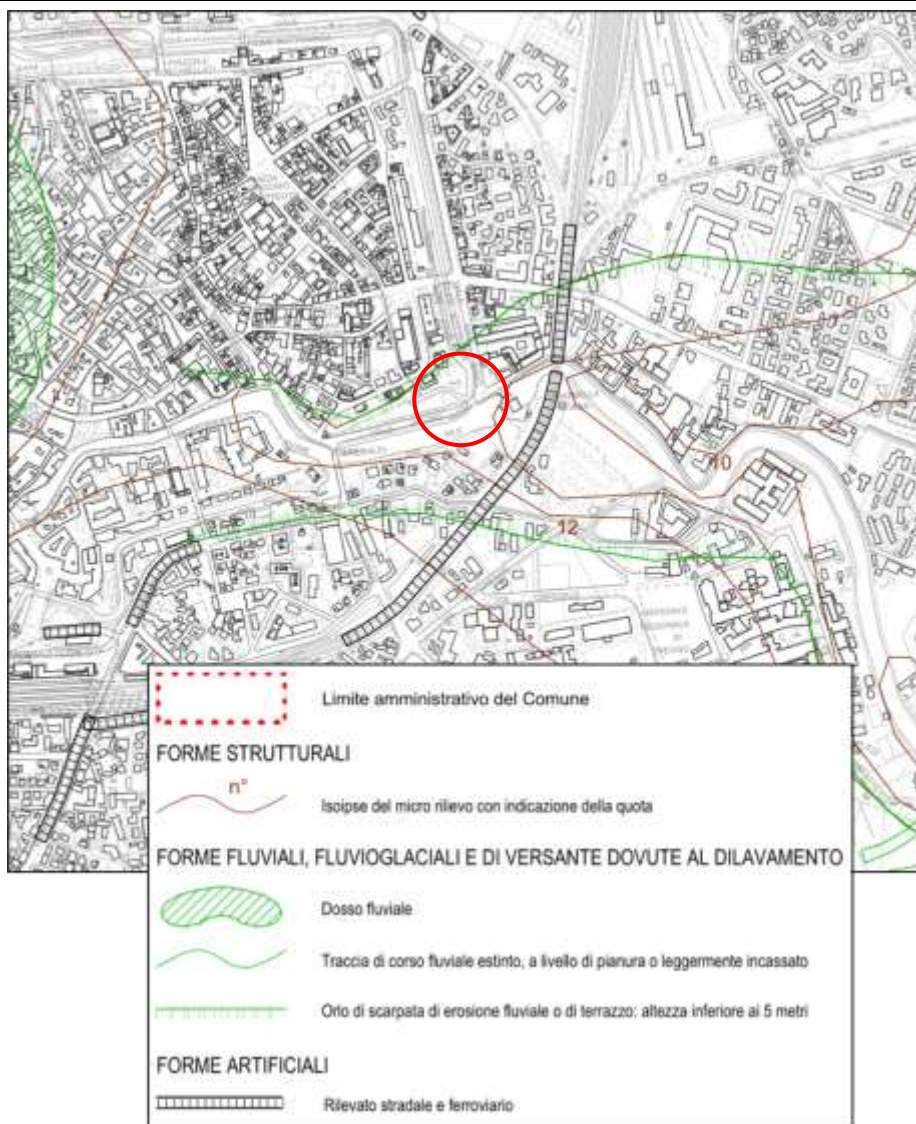 10
12
Limite amministrativo del Comune
FORME STRUTTURALI
n°
Isoipse del micro rilievo con indicazione della quota
FORME FLUVIALI, FLUVIOGLACIALI E DI VERSANTE DOVUTE AL DILAVAMENTO
Dosso fluviale
Traccia di corso fluviale estinto, a livello di pianura o leggermente incassato
Orlo di scarpata di erosione fluviale o di terrazzo: altezza inferiore ai 5 metri
FORME ARTIFICIALI
Rilevato stradale e ferroviario